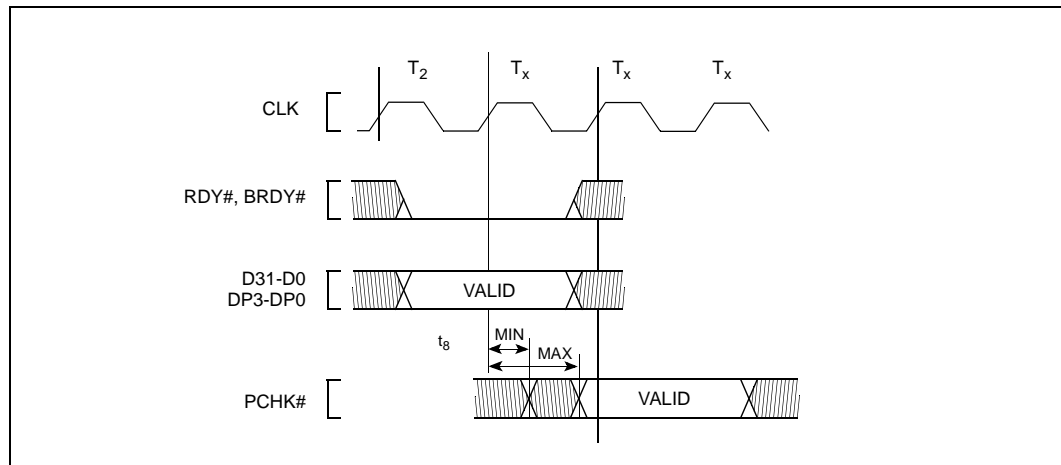 T2 Tx Tx Tx
CLK
RDY#, BRDY#
D31-D0
DP3-DP0
VALID
t8 MIN
MAX
PCHK#
VALID